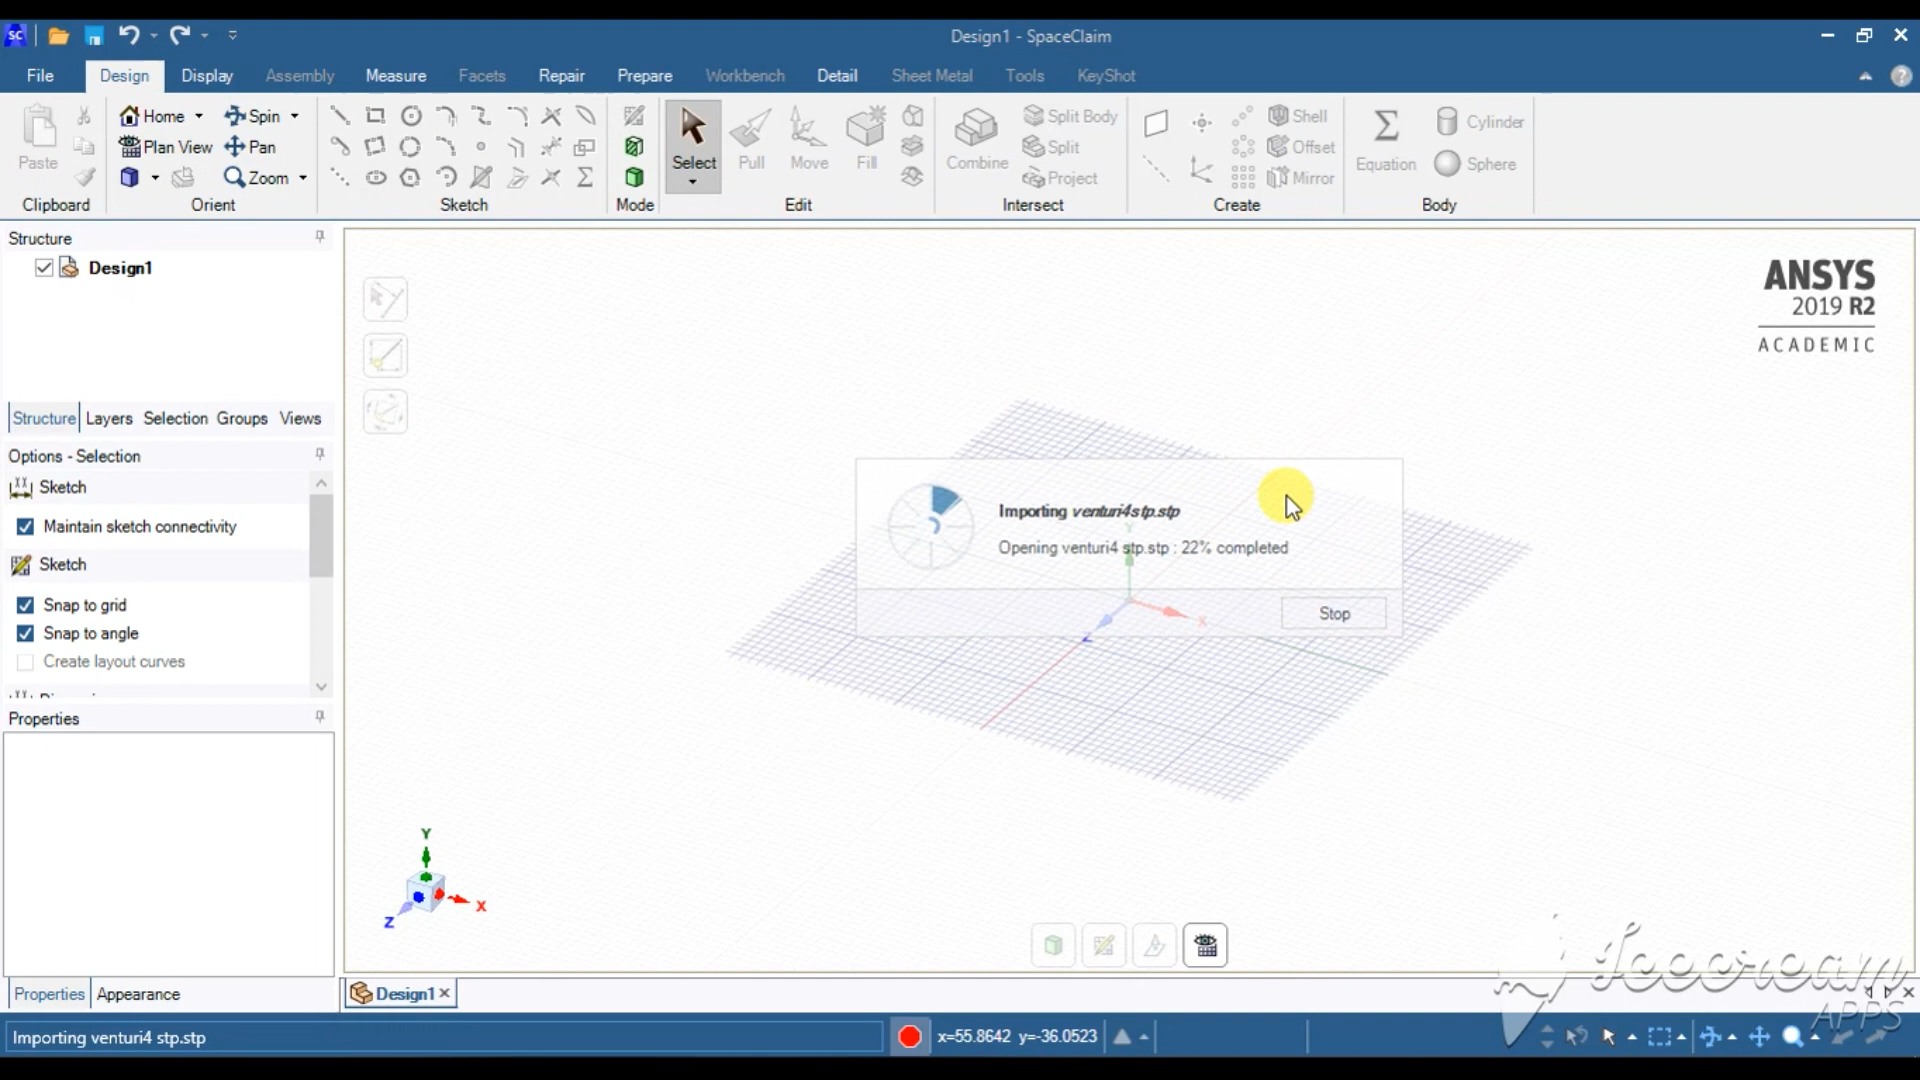 SC
Design1 - SpaceClaim
File Design Display Assembly Measure Facets Repair Prepare Workbench Detail Sheet Metal Tools KeyShot
Paste
Clipboard
Home Spin
Plan View Pan
Zoom
Orient
Sketch
Mode
Select Pull Move Fill
Edit
Combine
Split Body
Split
Project
Intersect
Shell
Offset
Mirror
Create
Equation
Cylinder
Sphere
Body
Structure
Design1
Structure Layers Selection Groups Views
Options - Selection
Sketch
Maintain sketch connectivity
Sketch
Snap to grid
Snap to angle
Create layout curves
Properties
Properties Appearance
ANSYS
2019 R2
ACADEMIC
Importing venturi4stp.stp
Opening venturi4 stp.stp : 22% completed
Stop
Y
X
Z
Y
X
Z
Design1
Importing venturi4 stp.stp
x=55.8642 y=-36.0523
Icecream
APPS